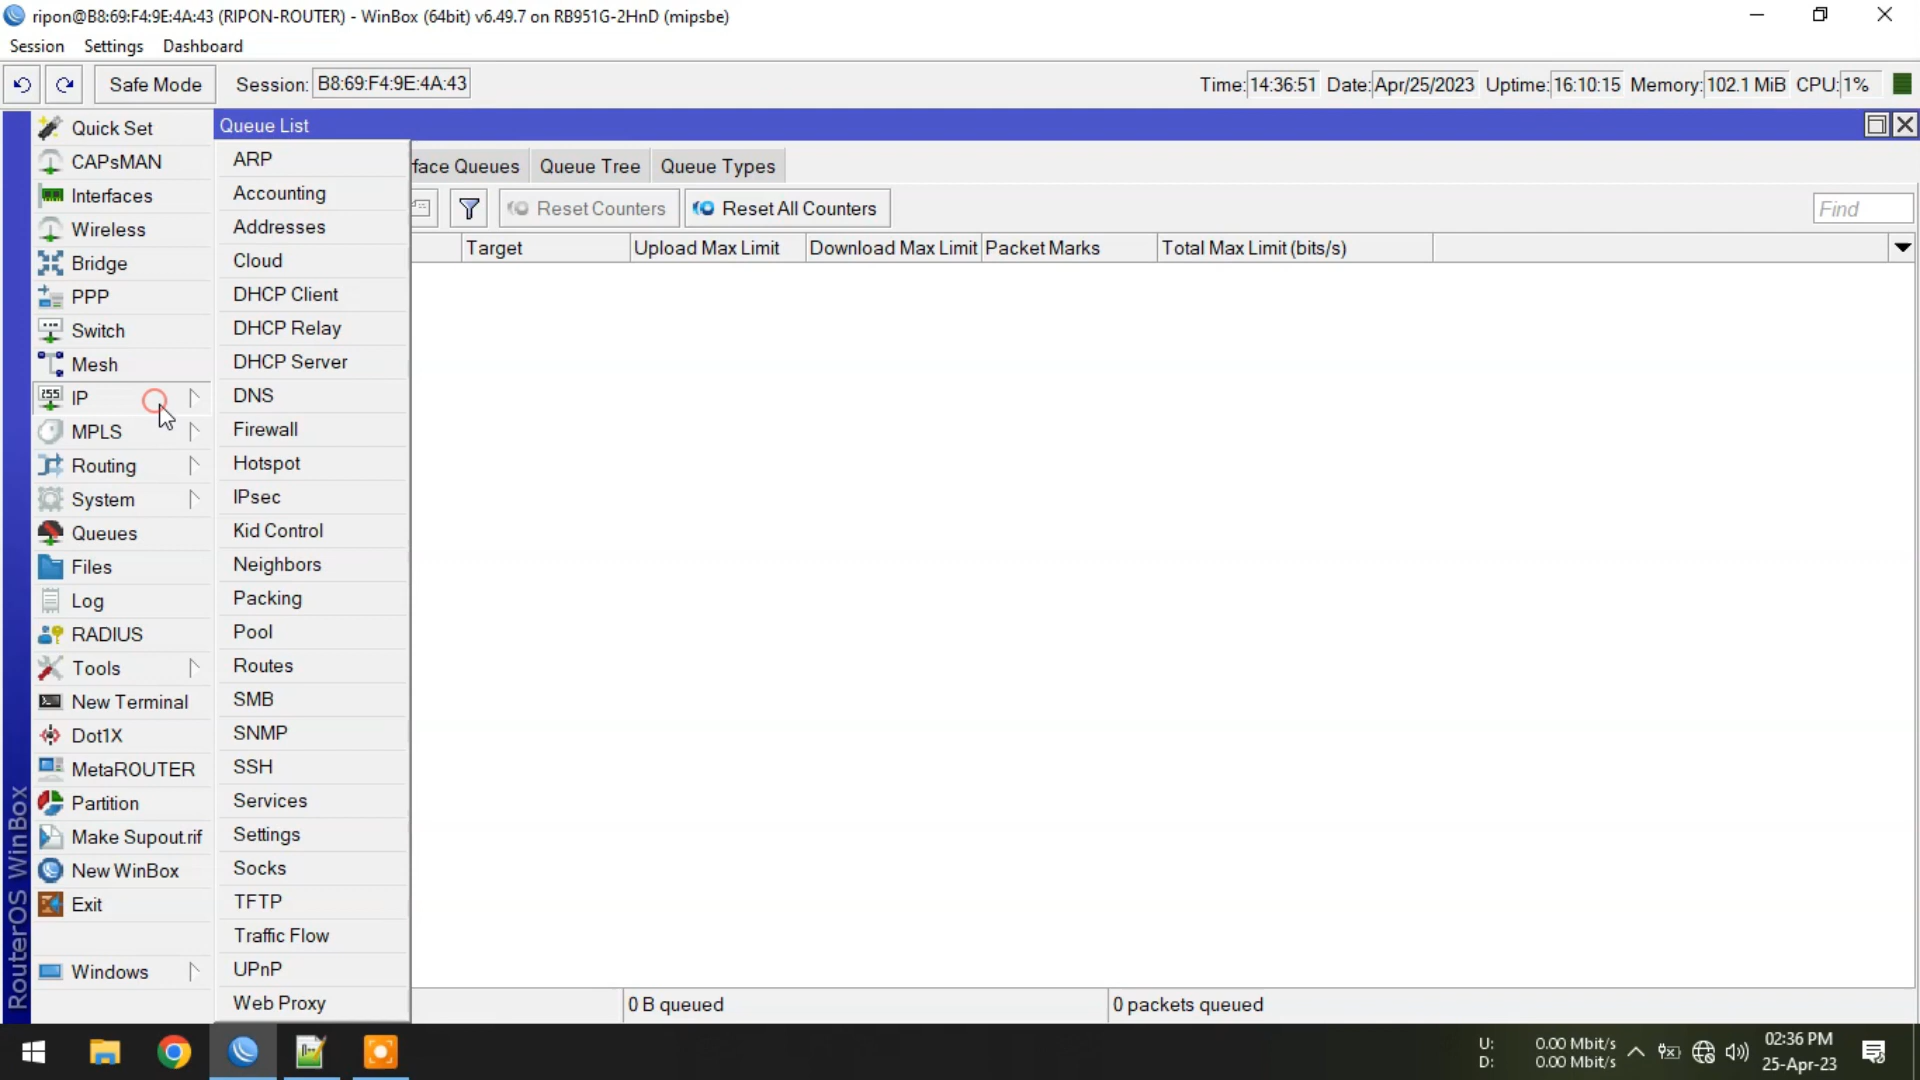 ripon@B8:69:F4:9E:4A:43 (RIPON-ROUTER) - WinBox (64bit) v6.49.7 on RB951G-2HnD (mipsbe)
Session Settings Dashboard
Safe Mode Session: B8:69:F4:9E:4A:43 Time: 14:36:51 Date: Apr/25/2023 Uptime: 16:10:15 Memory: 102.1 MiB CPU: 1%
Quick Set
CAPsMAN
Interfaces
Wireless
Bridge
PPP
Switch
Mesh
IP
MPLS
Routing
System
Queues
Files
Log
RADIUS
Tools
New Terminal
Dot1X
MetaROUTER
Partition
Make Supout.rif
New WinBox
Exit
Windows
RouterOS WinBox
Queue List
ARP
Accounting
Addresses
Cloud
DHCP Client
DHCP Relay
DHCP Server
DNS
Firewall
Hotspot
IPsec
Kid Control
Neighbors
Packing
Pool
Routes
SMB
SNMP
SSH
Services
Settings
Socks
TFTP
Traffic Flow
UPnP
Web Proxy
face Queues Queue Tree Queue Types
Reset Counters Reset All Counters Find
Target Upload Max Limit Download Max Limit Packet Marks Total Max Limit (bits/s)
0 B queued 0 packets queued
U: 0.00 Mbit/s
D: 0.00 Mbit/s
02:36 PM
25-Apr-23